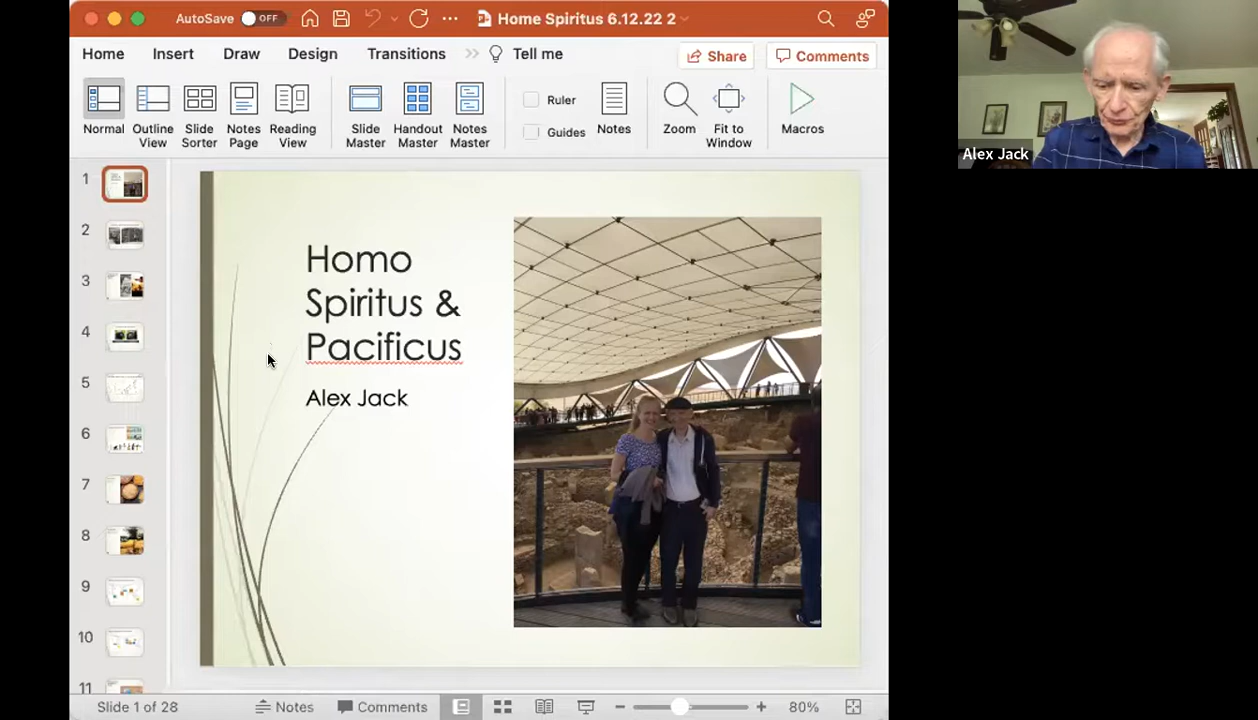 AutoSave OFF Home Spiritus 6.12.22 2
Home Insert Draw Design Transitions Tell me Share Comments
Normal Outline View Slide Sorter Notes Page Reading View Slide Master Handout Master Notes Master Ruler Guides Notes Zoom Fit to Window Macros
1
2
3
4
5
6
7
8
9
10
11
Homo
Spiritus &
Pacificus
Alex Jack
Slide 1 of 28 Notes Comments 80%
Alex Jack